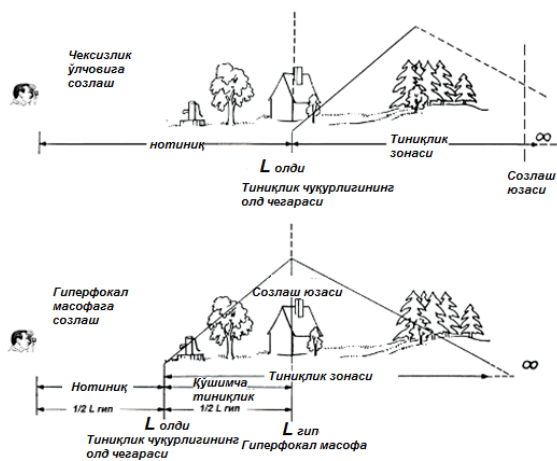 Чексизлик
ўлчовига
созлаш
нотиниқ
Тиниқлик
зонаси
∞
L олди
Тиниқлик чуқурлигининг
олд чегараси
Созлаш
юзаси
Гиперфокал
масофага
созлаш
Созлаш юзаси
∞
Нотиниқ
Қўшимча
тиниқлик
Тиниқлик зонаси
1/2 L гип
1/2 L гип
L олди
Тиниқлик чуқурлигининг
олд чегараси
L гип
Гиперфокал масофа